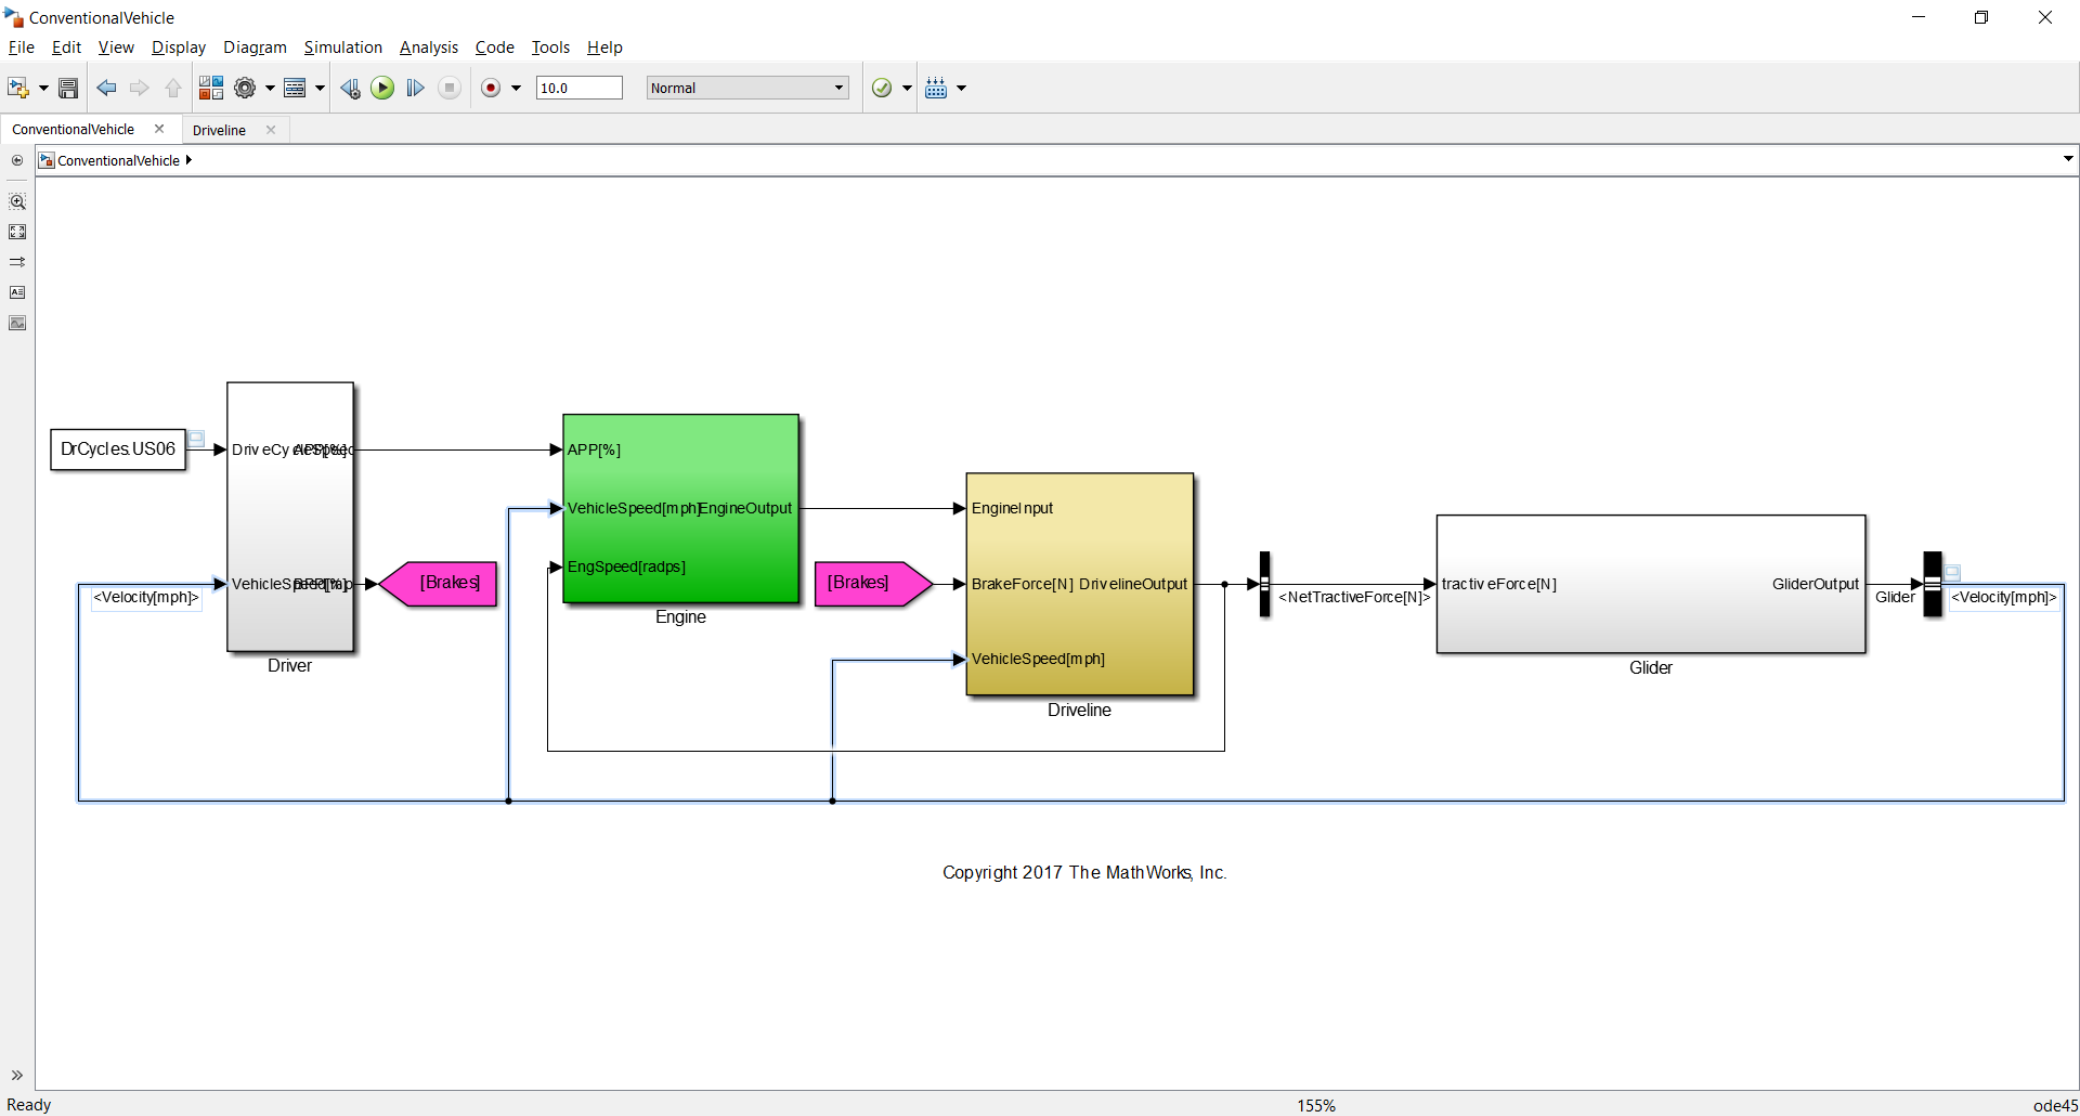 ConventionalVehicle
File Edit View Display Diagram Simulation Analysis Code Tools Help
10.0 Normal
ConventionalVehicle Driveline
ConventionalVehicle
DrCycles.US06
APP[%]
APP[%]
VehicleSpeed[mph] EngineOutput
EngSpeed[radps]
Engine
<Velocity[mph]>
Driver
[Brakes]
[Brakes]
EngineInput
BrakeForce[N] DrivelineOutput
VehicleSpeed[mph]
Driveline
<NetTractiveForce[N]>
tractiveForce[N] GliderOutput
Glider
Glider
<Velocity[mph]>
Copyright 2017 The MathWorks, Inc.
Ready 155% ode45